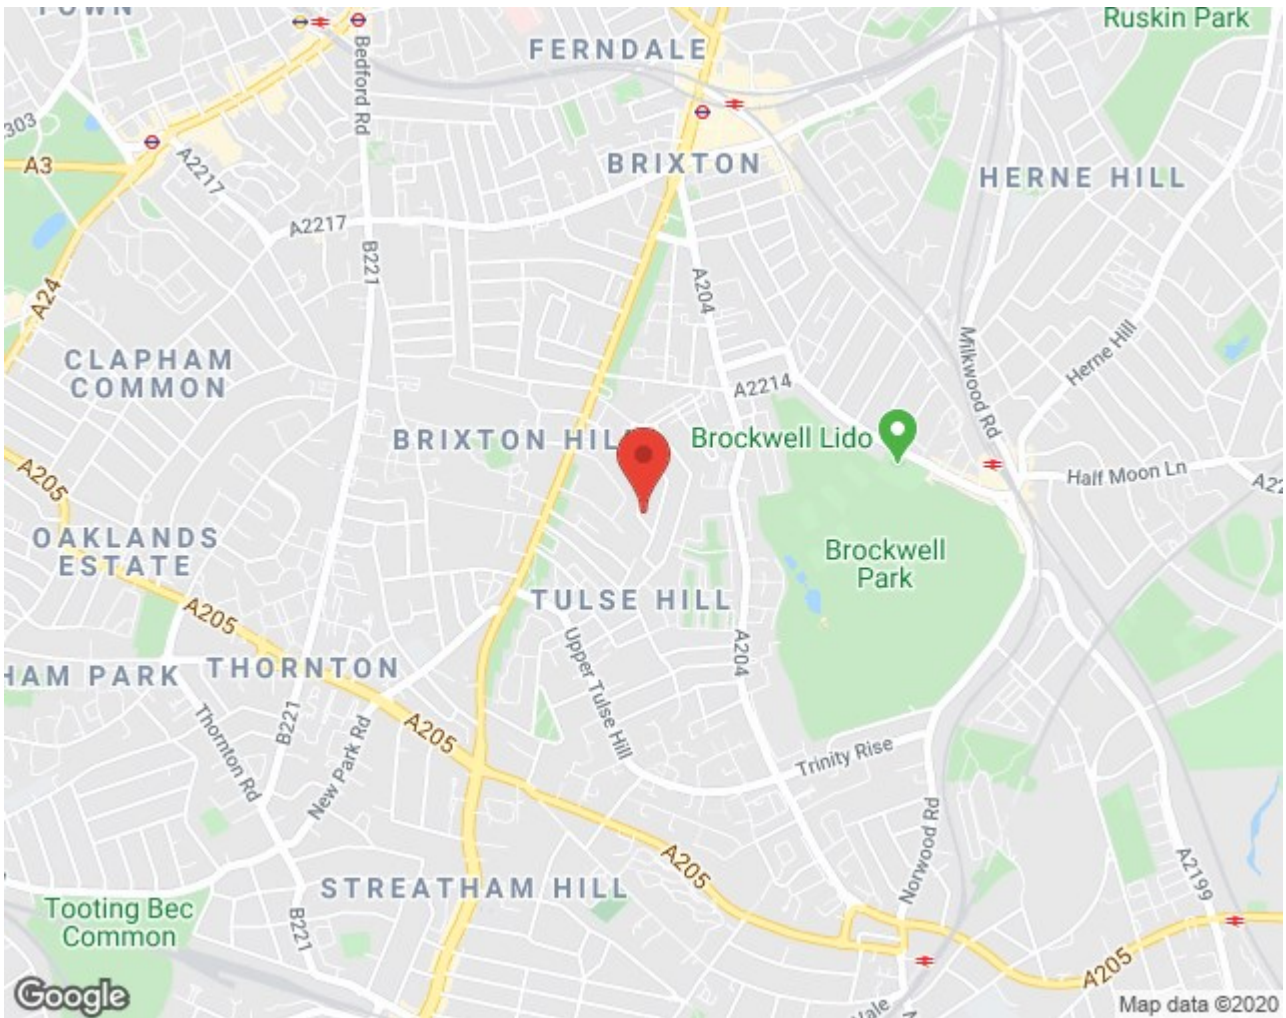 TOWN
Ruskin Park
FERNDALE
Bedford Rd
A3
A2217
BRIXTON
HERNE HILL
A2217
B221
A24
A204
Milkwood Rd
Herne Hill
CLAPHAM
COMMON
A2214
BRIXTON HILL
Brockwell Lido
Half Moon Ln
A205
OAKLANDS
ESTATE
Brockwell
Park
TULSE HILL
A205
Upper Tulse Hill
A204
HAM PARK
THORNTON
Thornton Rd
B221
New Park Rd
A205
Trinity Rise
Norwood Rd
A205
A2199
STREATHAM HILL
Tooting Bec
Common
B221
A205
Google
Map data ©2020